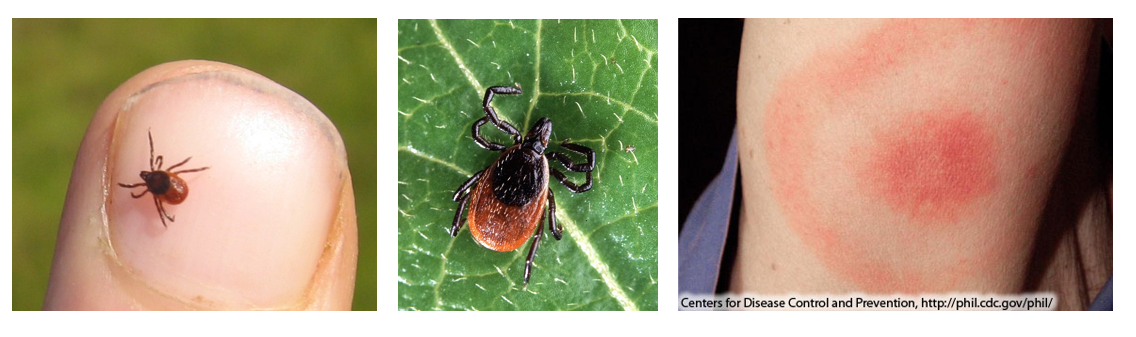 Centers for Disease Control and Prevention, http://phil.cdc.gov/phil/